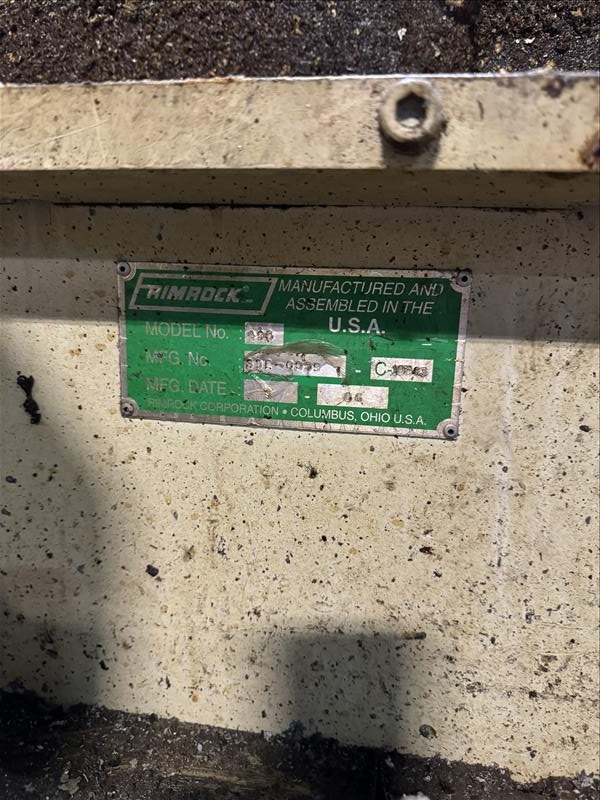 RIMROCK®
MANUFACTURED AND
ASSEMBLED IN THE
U.S.A.
MODEL No.
MFG. No. - C-
MFG. DATE -
RIMROCK CORPORATION • COLUMBUS, OHIO U.S.A.